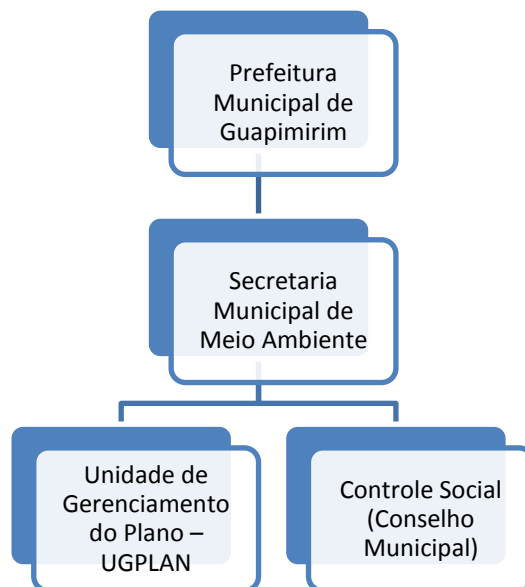 Prefeitura
Municipal de
Guapimirim
Secretaria
Municipal de
Meio Ambiente
Unidade de
Gerenciamento
do Plano –
UGPLAN
Controle Social
(Conselho
Municipal)